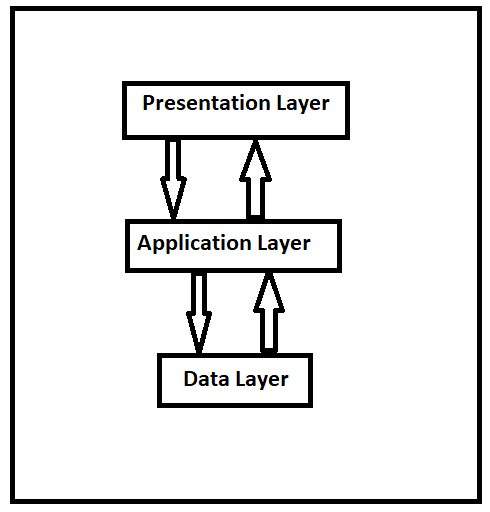 Presentation Layer
Application Layer
Data Layer